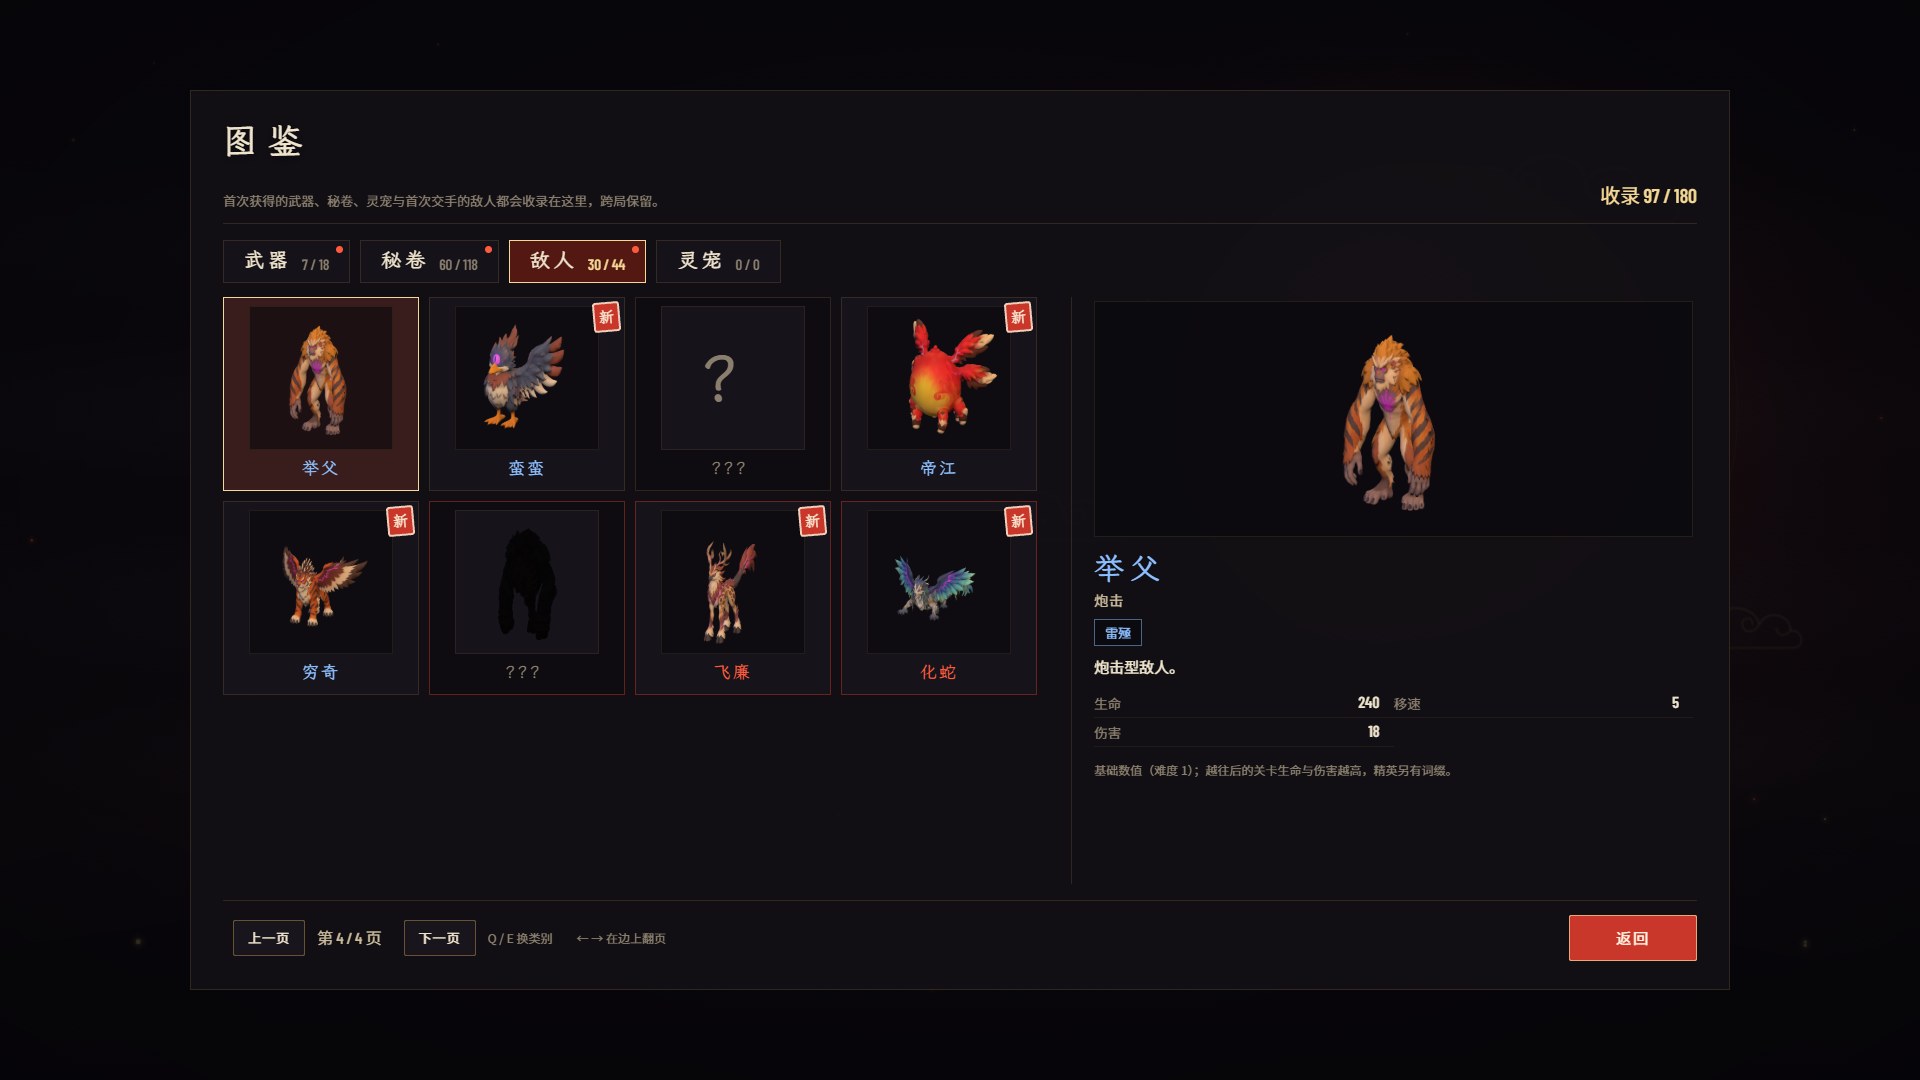 图鉴
首次获得的武器、秘卷、灵宠与首次交手的敌人都会收录在这里，跨局保留。
收录 97 / 180
武器 7 / 18
秘卷 60 / 118
敌人 30 / 44
灵宠 0 / 0
举父
新
蛮蛮
?
???
新
帝江
新
穷奇
???
新
飞廉
新
化蛇
举父
炮击
雷殛
炮击型敌人。
生命 240 移速 5
伤害 18
基础数值（难度 1）；越往后的关卡生命与伤害越高，精英另有词缀。
上一页 第 4 / 4 页 下一页 Q / E 换类别 ←→ 在边上翻页
返回